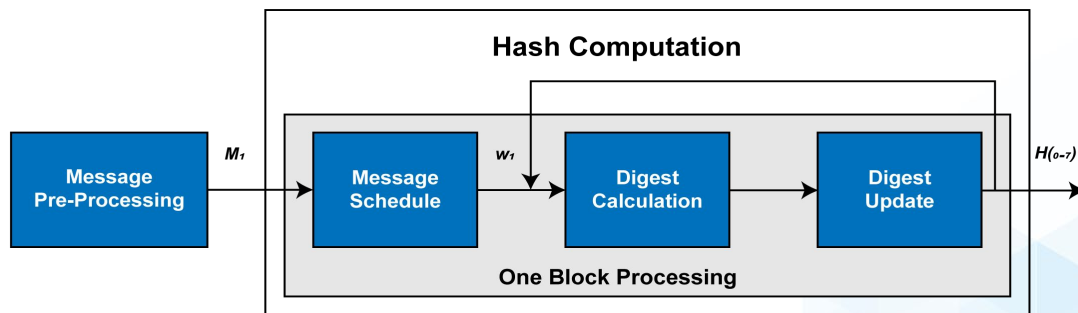 Hash Computation
Message
Pre-Processing
M₁
Message
Schedule
w₁
Digest
Calculation
Digest
Update
H(₀-₇)
One Block Processing